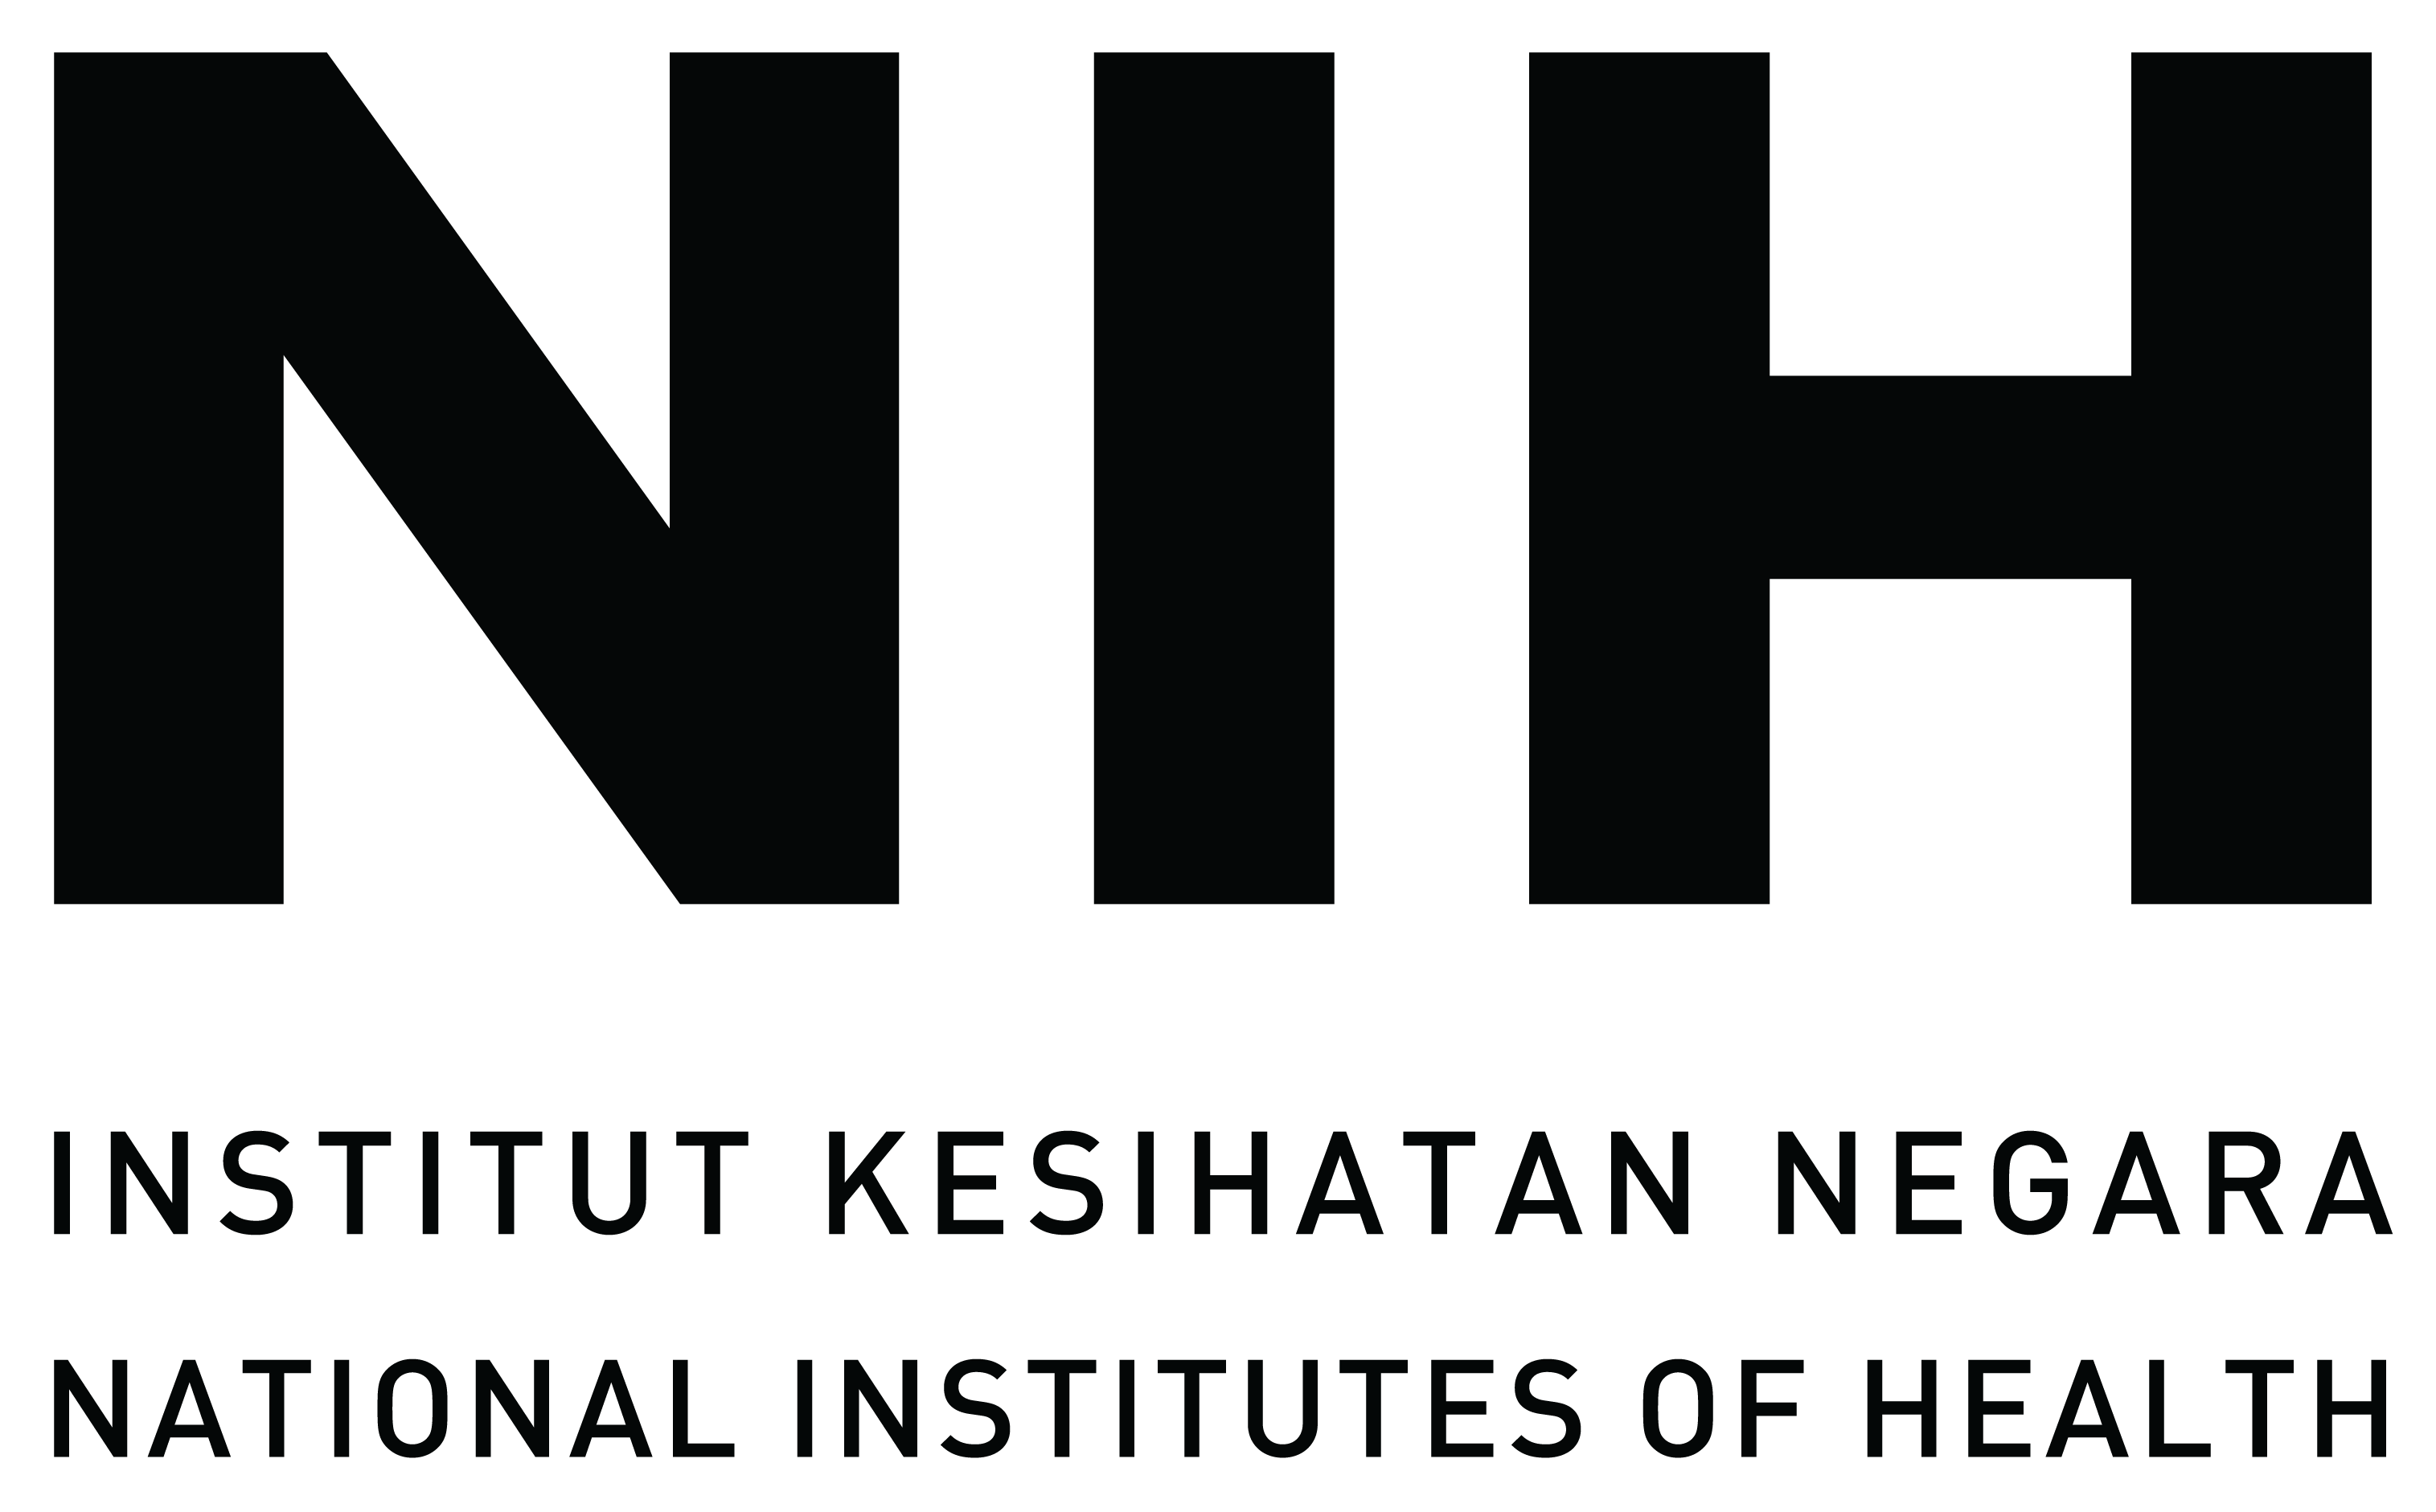 NIH
INSTITUT KESIHATAN NEGARA
NATIONAL INSTITUTES OF HEALTH